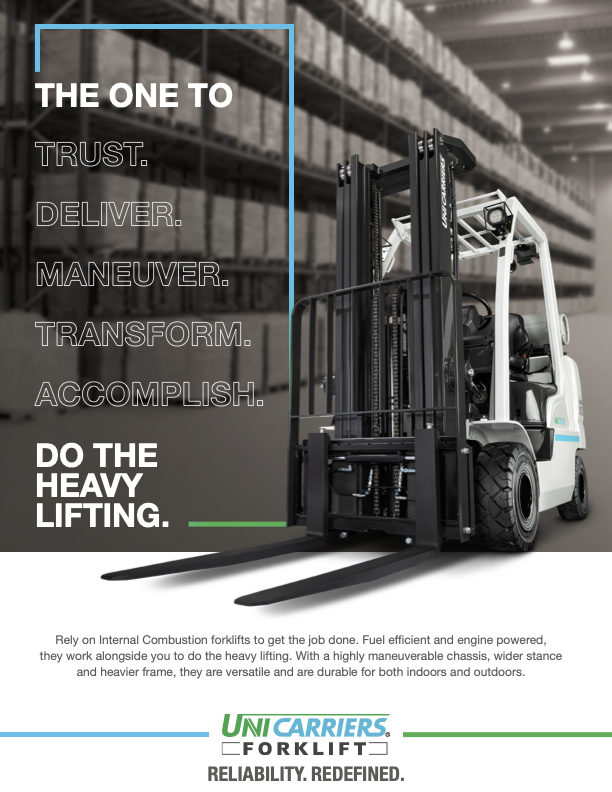 THE ONE TO
TRUST.
DELIVER.
MANEUVER.
TRANSFORM.
ACCOMPLISH.
DO THE
HEAVY
LIFTING.
UNICARRIERS
Rely on Internal Combustion forklifts to get the job done. Fuel efficient and engine powered,
they work alongside you to do the heavy lifting. With a highly maneuverable chassis, wider stance
and heavier frame, they are versatile and are durable for both indoors and outdoors.
UNICARRIERS®
FORKLIFT
RELIABILITY. REDEFINED.